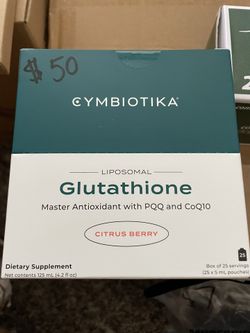 $50
CYMBIOTIKA®
LIPOSOMAL
Glutathione
Master Antioxidant with PQQ and CoQ10
CITRUS BERRY
Dietary Supplement
Net contents 125 mL (4.2 fl oz)
25
Box of 25 servings
(25 x 5 mL pouches)
2